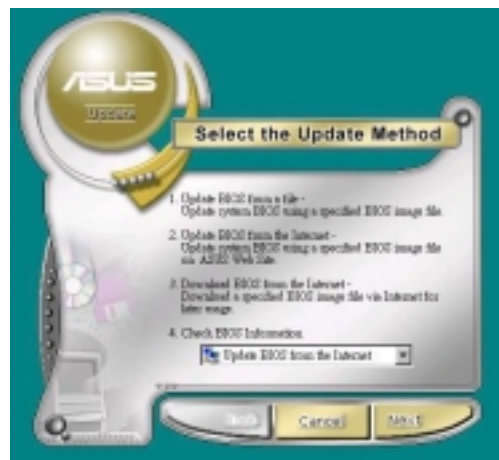 ASUS
Update
Select the Update Method
1. Update BIOS from a file -
Update system BIOS using a specified BIOS image file.
2. Update BIOS from the Internet -
Update system BIOS using a specified BIOS image file
on ASUS Web Site.
3. Download BIOS from the Internet -
Download a specified BIOS image file via Internet for
later usage.
4. Check BIOS Information.
Update BIOS from the Internet
Back
Cancel
Next